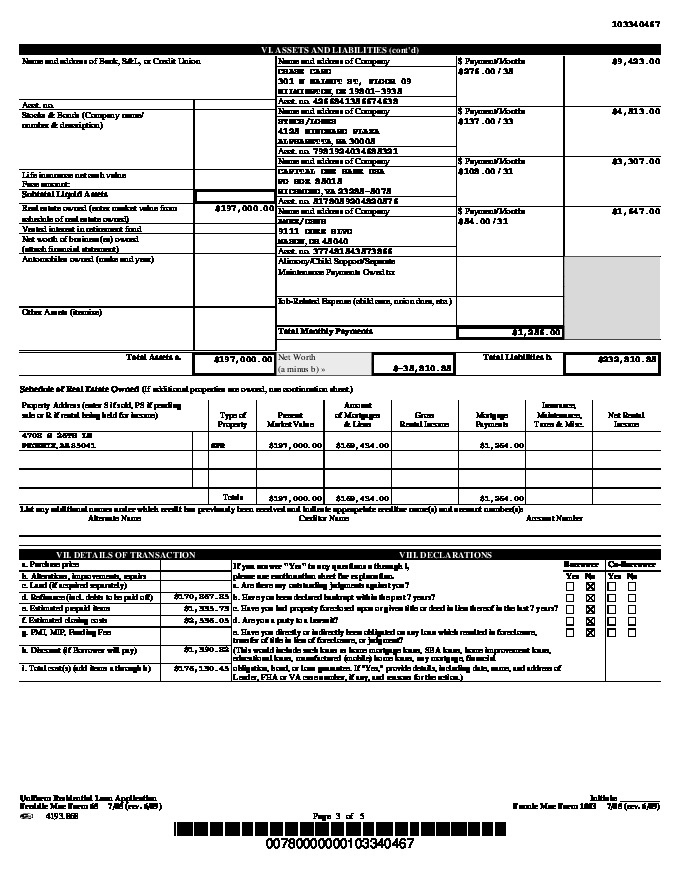 103340467
VI. ASSETS AND LIABILITIES (cont'd)
Name and address of Bank, S&L, or Credit Union
Acct. no.
Stocks & Bonds (Company name/
number & description)
Life insurance net cash value
Face amount:
Subtotal Liquid Assets
Real estate owned (enter market value from
schedule of real estate owned)
$197,000.00
Vested interest in retirement fund
Net worth of business(es) owned
(attach financial statement)
Automobiles owned (make and year)
Other Assets (itemize)
Total Assets a.
$197,000.00
Name and address of Company
$ Payment/Months
$9,423.00
CHASE CARD
$276.00 / 35
301 N WALNUT ST, FLOOR 09
WILMINGTON, DE 19801-3935
Acct. no. 4266841355674638
Name and address of Company
$ Payment/Months
$4,513.00
SYNCB/LOWES
$137.00 / 33
4125 WINDWARD PLAZA
ALPHARETTA, GA 30005
Acct. no. 798192403468
Name and address of Company
$ Payment/Months
$3,307.00
CAPITAL ONE BANK USA
$108.00 / 31
PO BOX 85015
RICHMOND, VA 23285-5075
Acct. no. 5178059204820576
Name and address of Company
$ Payment/Months
$1,647.00
AMEX/CBNB
$54.00 / 31
9111 DUKE BLVD
MASON, OH 45040
Acct. no.
Alimony/Child Support/Separate
Maintenance Payments Owed to:
Job-Related Expense (child care, union dues, etc.)
Total Monthly Payments
$1,256.00
Net Worth
(a minus b) »
$-35,810.85
Total Liabilities b.
$232,810.85
Schedule of Real Estate Owned (If additional properties are owned, use continuation sheet.)
Property Address (enter S if sold, PS if pending
sale or R if rental being held for income)
Type of
Property
Present
Market Value
Amount
of Mortgages
& Liens
Gross
Rental Income
Mortgage
Payments
Insurance,
Maintenance,
Taxes & Misc.
Net Rental
Income
4708 S 26TH LN
PHOENIX, AZ 85041
SFR
$197,000.00
$169,434.00
$1,264.00
Totals
$197,000.00
$169,434.00
$1,264.00
List any additional names under which credit has previously been received and indicate appropriate creditor name(s) and account number(s):
Alternate Name
Creditor Name
Account Number
VII. DETAILS OF TRANSACTION
a. Purchase price
b. Alterations, improvements, repairs
c. Land (if acquired separately)
d. Refinance (incl. debts to be paid off)
$170,867.85
e. Estimated prepaid items
$1,335.73
f. Estimated closing costs
$2,536.05
g. PMI, MIP, Funding Fee
h. Discount (if Borrower will pay)
$1,390.82
i. Total cost(s) (add items a through h)
$176,130.45
VIII. DECLARATIONS
If you answer "Yes" to any questions a through i,
please use continuation sheet for explanation.
Borrower
Co-Borrower
Yes No
Yes No
a. Are there any outstanding judgments against you?
b. Have you been declared bankrupt within the past 7 years?
c. Have you had property foreclosed upon or given title or deed in lieu thereof in the last 7 years?
d. Are you a party to a lawsuit?
e. Have you directly or indirectly been obligated on any loan which resulted in foreclosure,
transfer of title in lieu of foreclosure, or judgment?
(This would include such loans as home mortgage loans, SBA loans, home improvement loans,
educational loans, manufactured (mobile) home loans, any mortgage, financial
obligation, bond, or loan guarantee. If "Yes," provide details, including date, name, and address of
Lender, FHA or VA case number, if any, and reasons for the action.)
Uniform Residential Loan Application
Freddie Mac Form 65 7/05 (rev. 6/09)
4193.868
Page 3 of 5
Initials: ________
Fannie Mae Form 1003 7/05 (rev. 6/09)
00780000000103340467